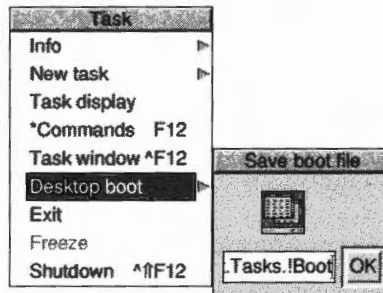 Task
Info
New task
Task display
*Commands F12
Task window ^F12
Desktop boot
Exit
Freeze
Shutdown ^⇑F12
Save boot file
.Tasks.!Boot
OK